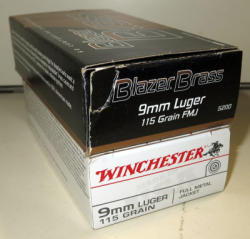 Blazer Brass
9mm Luger
115 Grain FMJ
5200
WINCHESTER
9mm LUGER
115 GRAIN
FULL METAL
JACKET